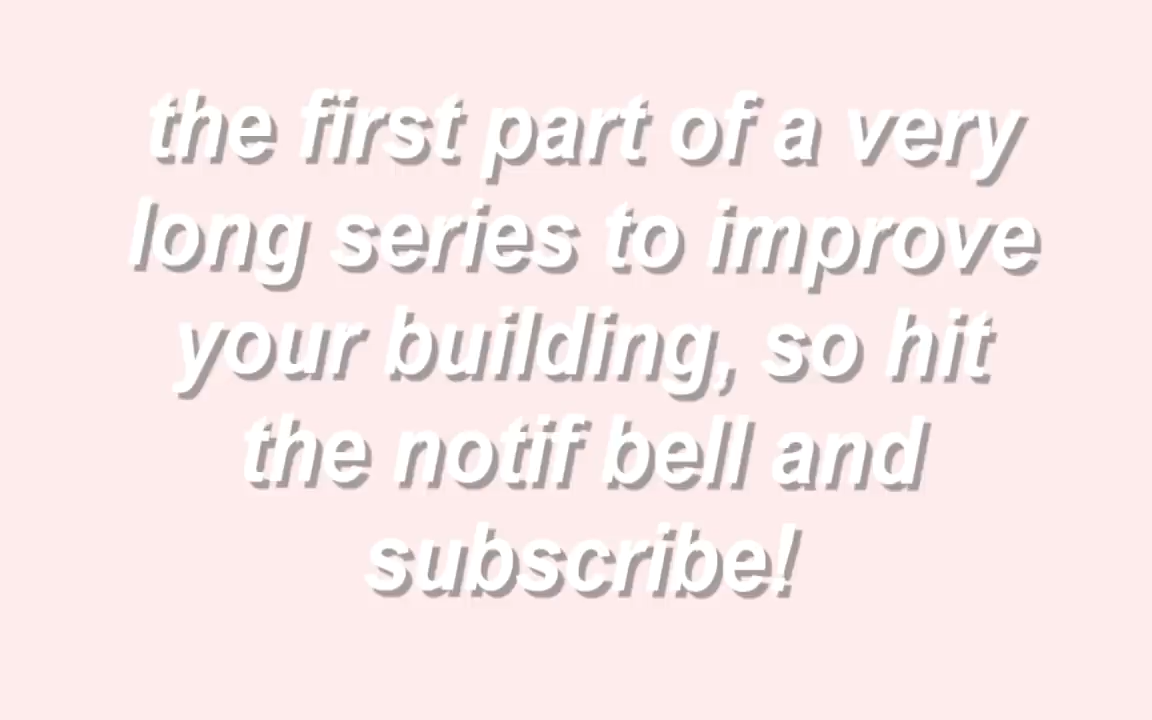 the first part of a very
long series to improve
your building, so hit
the notif bell and
subscribe!